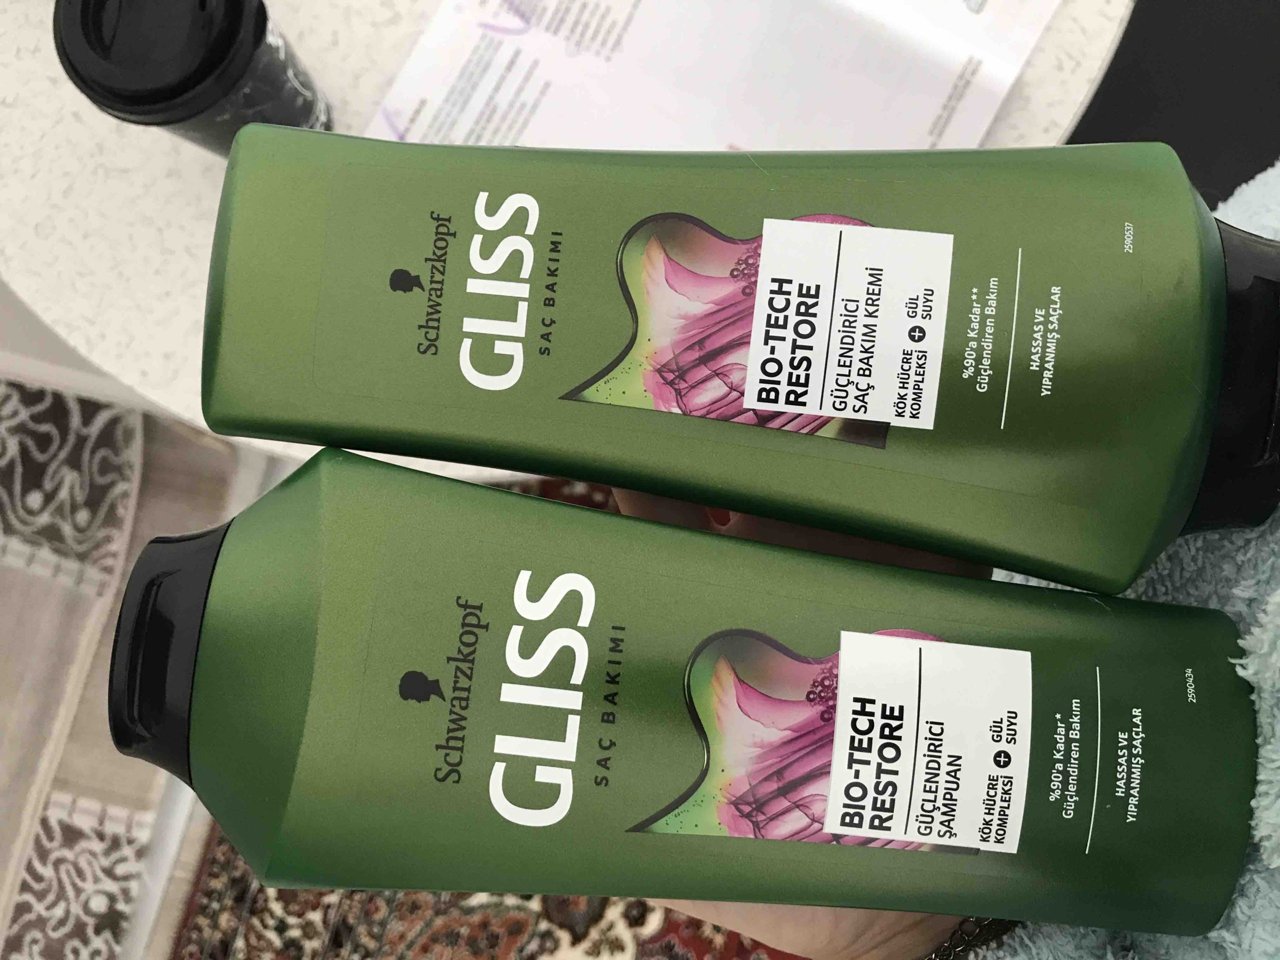 Schwarzkopf
GLISS
SAÇ BAKIMI
BIO-TECH
RESTORE
GÜÇLENDİRİCİ
SAÇ BAKIM KREMİ
KÖK HÜCRE
KOMPLEKSİ + GÜL
SUYU
%90'a Kadar**
Güçlendiren Bakım
HASSAS VE
YIPRANMIŞ SAÇLAR
2590537
Schwarzkopf
GLISS
SAÇ BAKIMI
BIO-TECH
RESTORE
GÜÇLENDİRİCİ
ŞAMPUAN
KÖK HÜCRE
KOMPLEKSİ + GÜL
SUYU
%90'a Kadar*
Güçlendiren Bakım
HASSAS VE
YIPRANMIŞ SAÇLAR
2590434